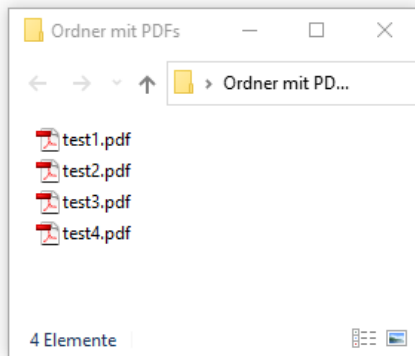 Ordner mit PDFs
Ordner mit PD...
test1.pdf
test2.pdf
test3.pdf
test4.pdf
4 Elemente